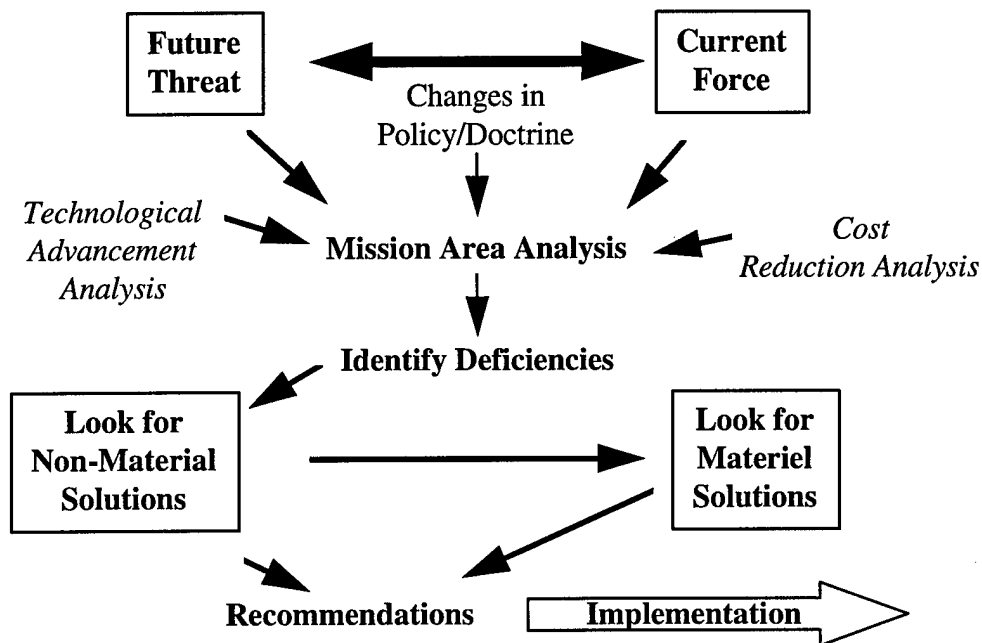 Future
Threat
Current
Force
Changes in
Policy/Doctrine
Technological
Advancement
Analysis
Mission Area Analysis
Cost
Reduction Analysis
Identify Deficiencies
Look for
Non-Material
Solutions
Look for
Materiel
Solutions
Recommendations
Implementation